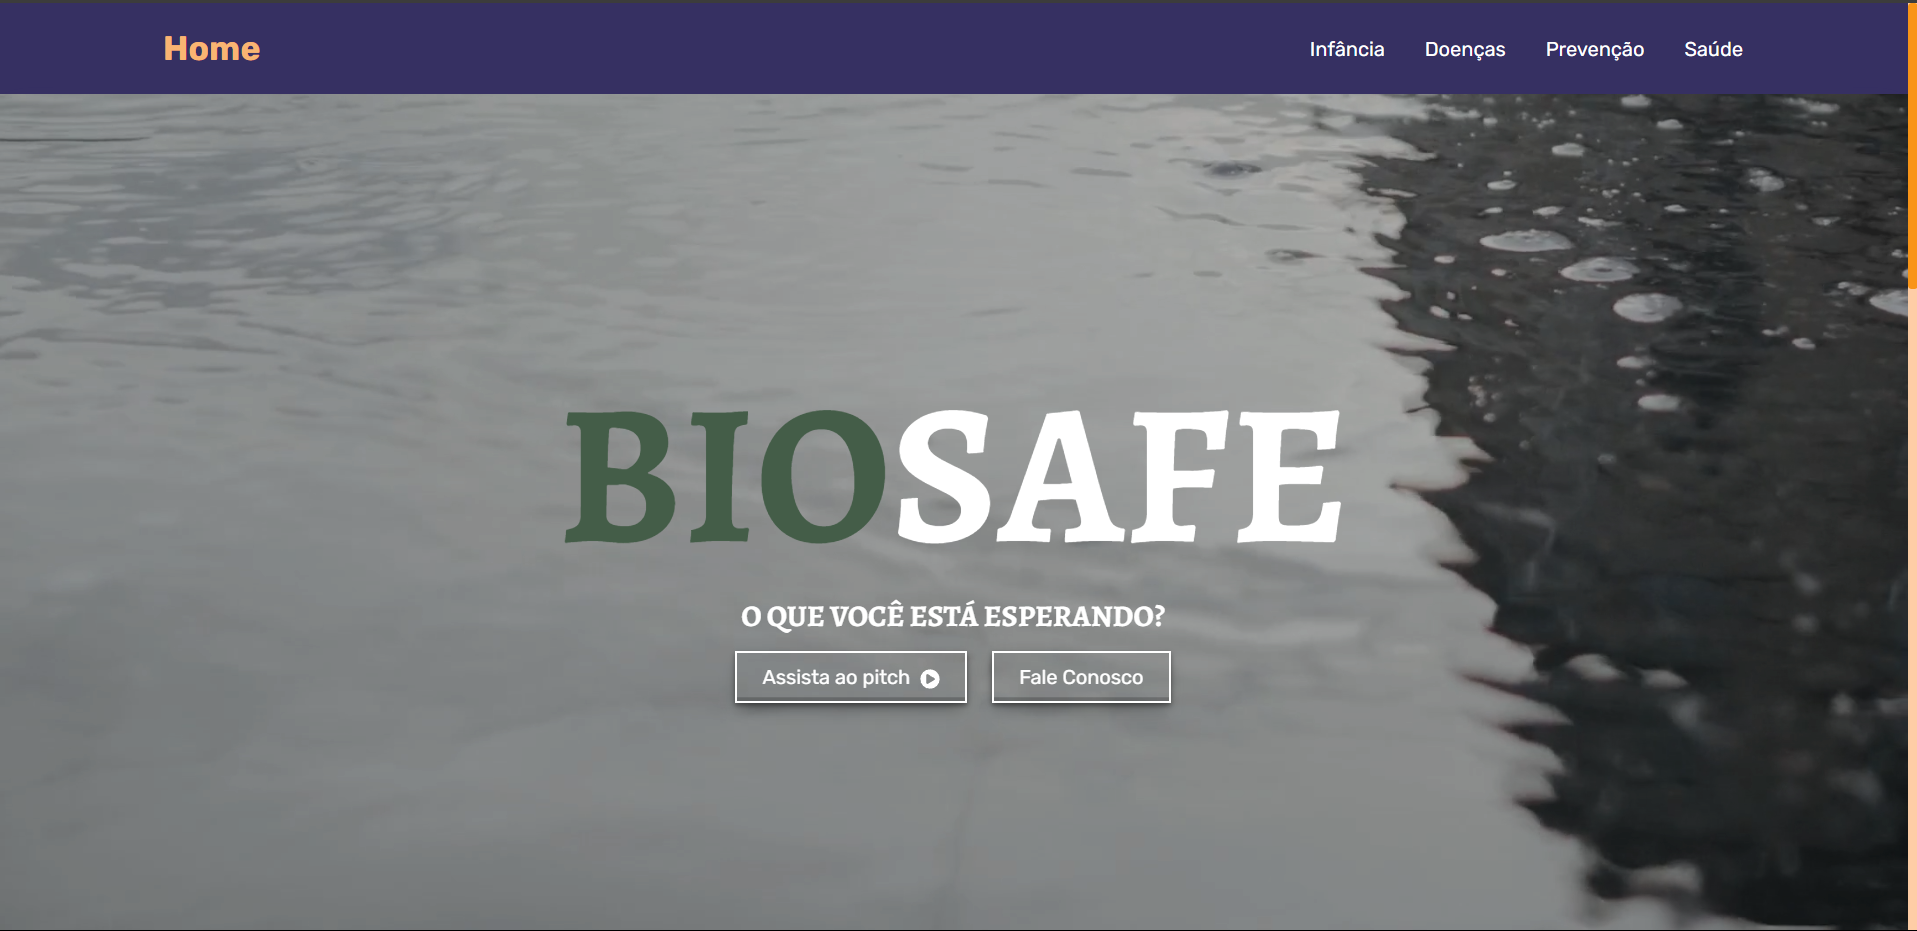 Home
Infância Doenças Prevenção Saúde
BIOSAFE
O QUE VOCÊ ESTÁ ESPERANDO?
Assista ao pitch Fale Conosco